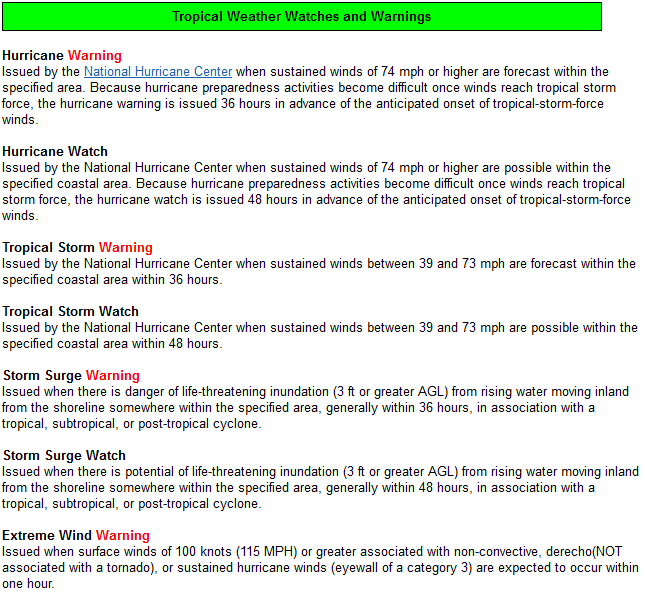 Tropical Weather Watches and Warnings
Hurricane Warning
Issued by the National Hurricane Center when sustained winds of 74 mph or higher are forecast within the
specified area. Because hurricane preparedness activities become difficult once winds reach tropical storm
force, the hurricane warning is issued 36 hours in advance of the anticipated onset of tropical-storm-force
winds.
Hurricane Watch
Issued by the National Hurricane Center when sustained winds of 74 mph or higher are possible within the
specified coastal area. Because hurricane preparedness activities become difficult once winds reach tropical
storm force, the hurricane watch is issued 48 hours in advance of the anticipated onset of tropical-storm-force
winds.
Tropical Storm Warning
Issued by the National Hurricane Center when sustained winds between 39 and 73 mph are forecast within the
specified coastal area within 36 hours.
Tropical Storm Watch
Issued by the National Hurricane Center when sustained winds between 39 and 73 mph are possible within the
specified coastal area within 48 hours.
Storm Surge Warning
Issued when there is danger of life-threatening inundation (3 ft or greater AGL) from rising water moving inland
from the shoreline somewhere within the specified area, generally within 36 hours, in association with a
tropical, subtropical, or post-tropical cyclone.
Storm Surge Watch
Issued when there is potential of life-threatening inundation (3 ft or greater AGL) from rising water moving inland
from the shoreline somewhere within the specified area, generally within 48 hours, in association with a
tropical, subtropical, or post-tropical cyclone.
Extreme Wind Warning
Issued when surface winds of 100 knots (115 MPH) or greater associated with non-convective, derecho(NOT
associated with a tornado), or sustained hurricane winds (eyewall of a category 3) are expected to occur within
one hour.